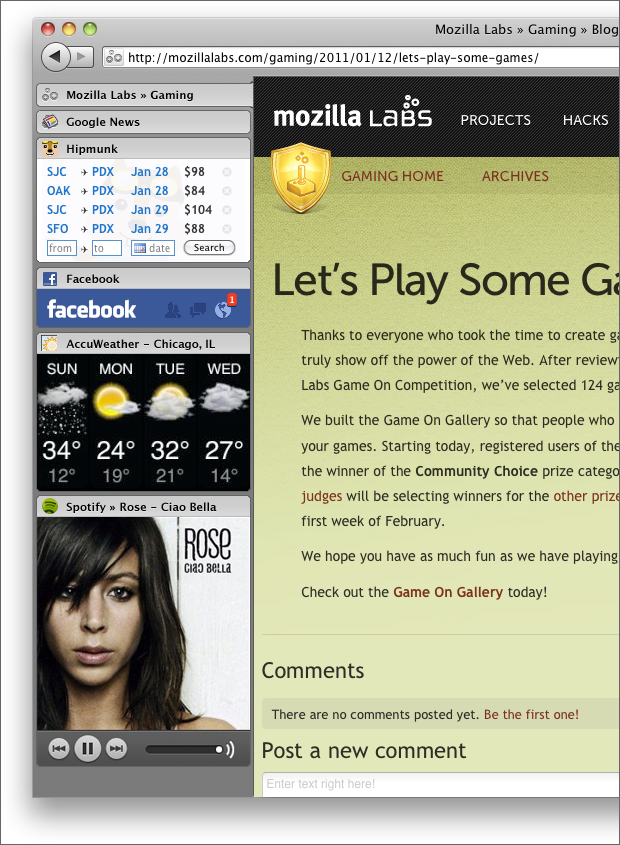 Mozilla Labs » Gaming » Blog
http://mozillalabs.com/gaming/2011/01/12/lets-play-some-games/
Mozilla Labs » Gaming
Google News
Hipmunk
SJC ✈ PDX Jan 28 $98
OAK ✈ PDX Jan 28 $84
SJC ✈ PDX Jan 29 $104
SFO ✈ PDX Jan 29 $88
from ✈ to date Search
Facebook
facebook 1
AccuWeather – Chicago, IL
SUN MON TUE WED
34° 24° 32° 27°
12° 19° 21° 14°
Spotify » Rose – Ciao Bella
ROSE
CIAO BELLA
mozilla LABS PROJECTS HACKS
GAMING HOME ARCHIVES
Let's Play Some Ga
Thanks to everyone who took the time to create ga
truly show off the power of the Web. After review
Labs Game On Competition, we've selected 124 ga
We built the Game On Gallery so that people who
your games. Starting today, registered users of the
the winner of the Community Choice prize catego
judges will be selecting winners for the other prize
first week of February.
We hope you have as much fun as we have playing
Check out the Game On Gallery today!
Comments
There are no comments posted yet. Be the first one!
Post a new comment
Enter text right here!